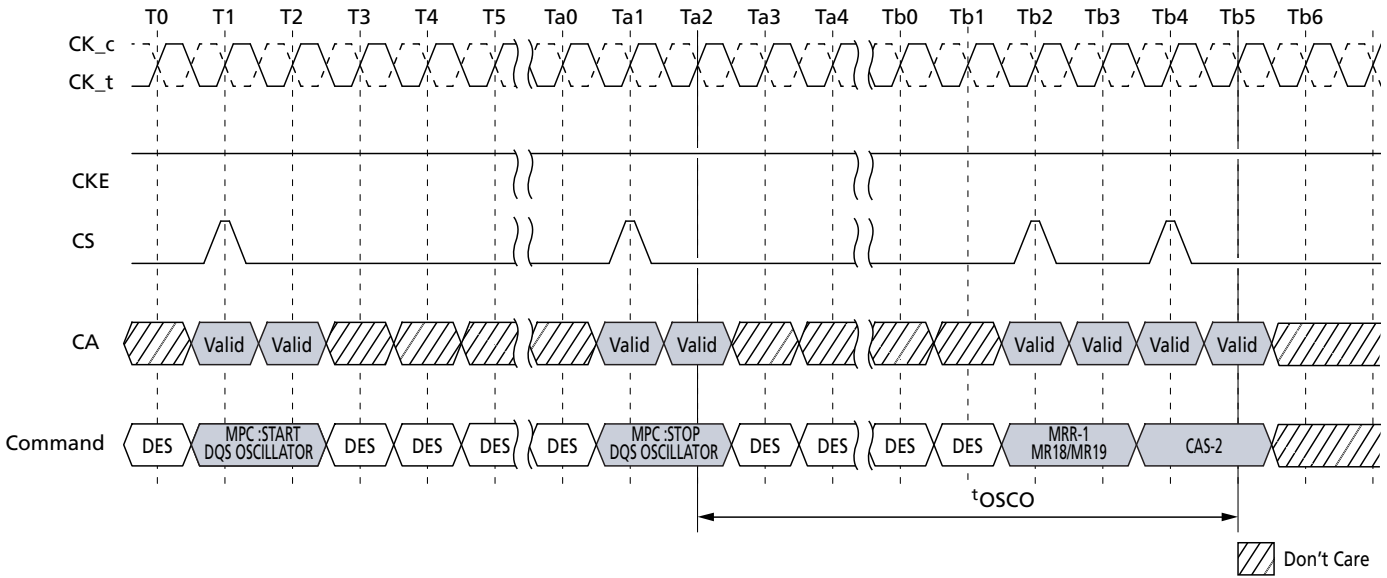 T0 T1 T2 T3 T4 T5 Ta0 Ta1 Ta2 Ta3 Ta4 Tb0 Tb1 Tb2 Tb3 Tb4 Tb5 Tb6
CK_c
CK_t
CKE
CS
CA Valid Valid Valid Valid Valid Valid Valid Valid
Command DES MPC :START DES DES DES DES MPC :STOP DES DES DES DES MRR-1 CAS-2
DQS OSCILLATOR DQS OSCILLATOR MR18/MR19
tOSCO
Don't Care